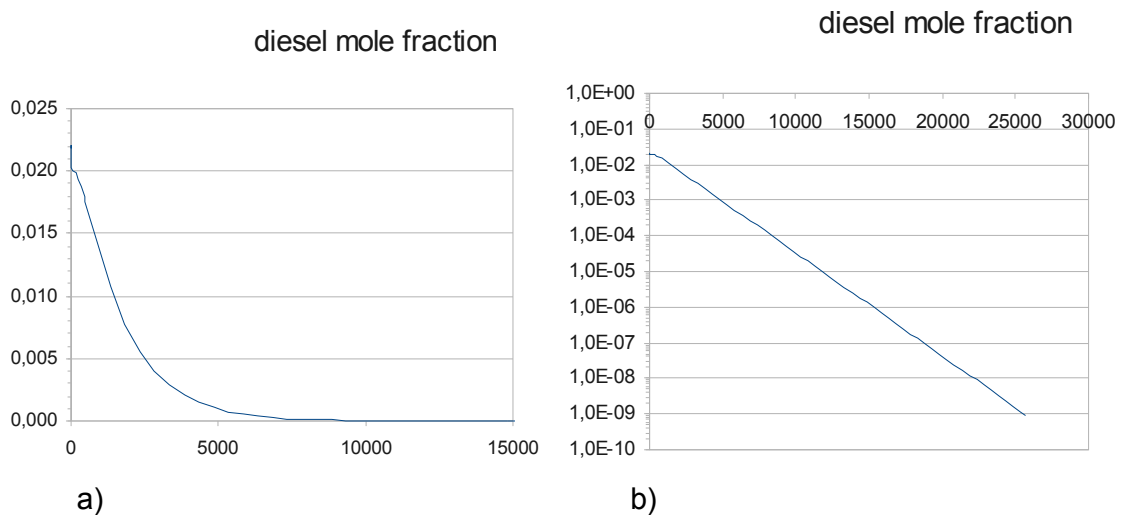 diesel mole fraction
0,025
0,020
0,015
0,010
0,005
0,000
0 5000 10000 15000
a)
diesel mole fraction
1,0E+00
0 5000 10000 15000 20000 25000 30000
1,0E-01
1,0E-02
1,0E-03
1,0E-04
1,0E-05
1,0E-06
1,0E-07
1,0E-08
1,0E-09
1,0E-10
b)